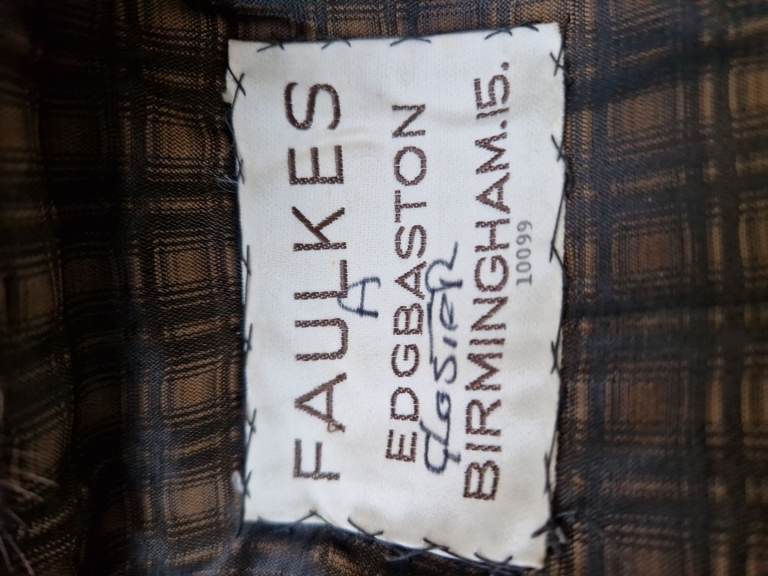 FAULKES
A
EDGBASTON
BIRMINGHAM.15.
10099